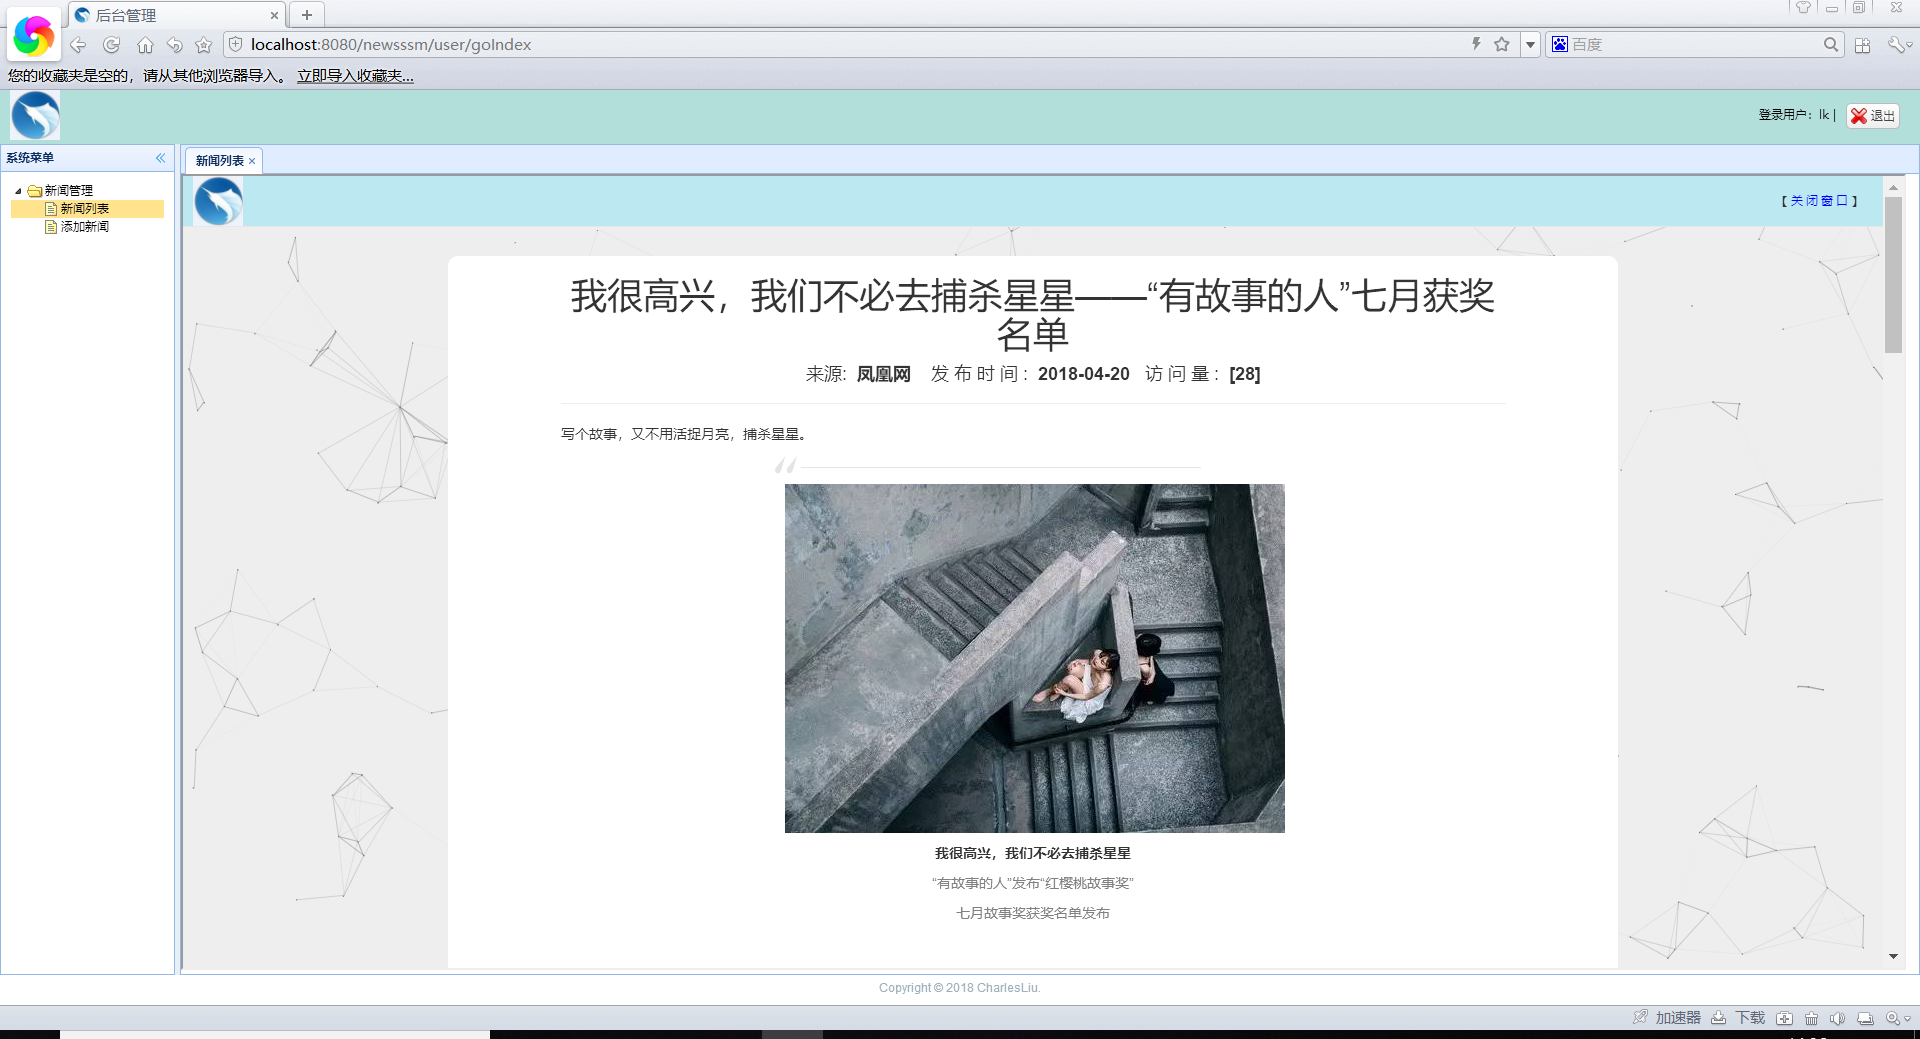 后台管理
localhost:8080/newsssm/user/goIndex
百度
您的收藏夹是空的，请从其他浏览器导入。 立即导入收藏夹...
登录用户：lk |
退出
系统菜单
新闻管理
新闻列表
添加新闻
新闻列表
【关闭窗口】
我很高兴，我们不必去捕杀星星——“有故事的人”七月获奖
名单
来源: 凤凰网 发 布 时 间 : 2018-04-20 访 问 量 : [28]
写个故事，又不用活捉月亮，捕杀星星。
我很高兴，我们不必去捕杀星星
“有故事的人”发布“红樱桃故事奖”
七月故事奖获奖名单发布
Copyright © 2018 CharlesLiu.
加速器
下载